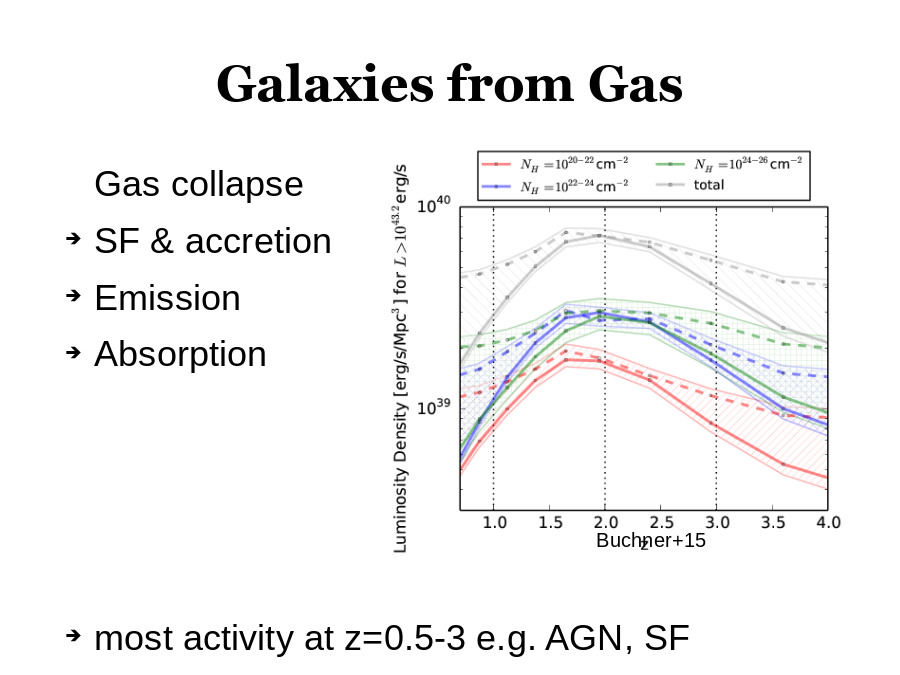 Galaxies from Gas
Gas collapse
➔ SF & accretion
➔ Emission
➔ Absorption
N_H = 10^{20−22} cm^{−2}
N_H = 10^{22−24} cm^{−2}
N_H = 10^{24−26} cm^{−2}
total
Luminosity Density [erg/s/Mpc^3] for L>10^{43.2} erg/s
10^{40}
10^{39}
1.0 1.5 2.0 2.5 3.0 3.5 4.0
z
Buchner+15
➔ most activity at z=0.5-3 e.g. AGN, SF